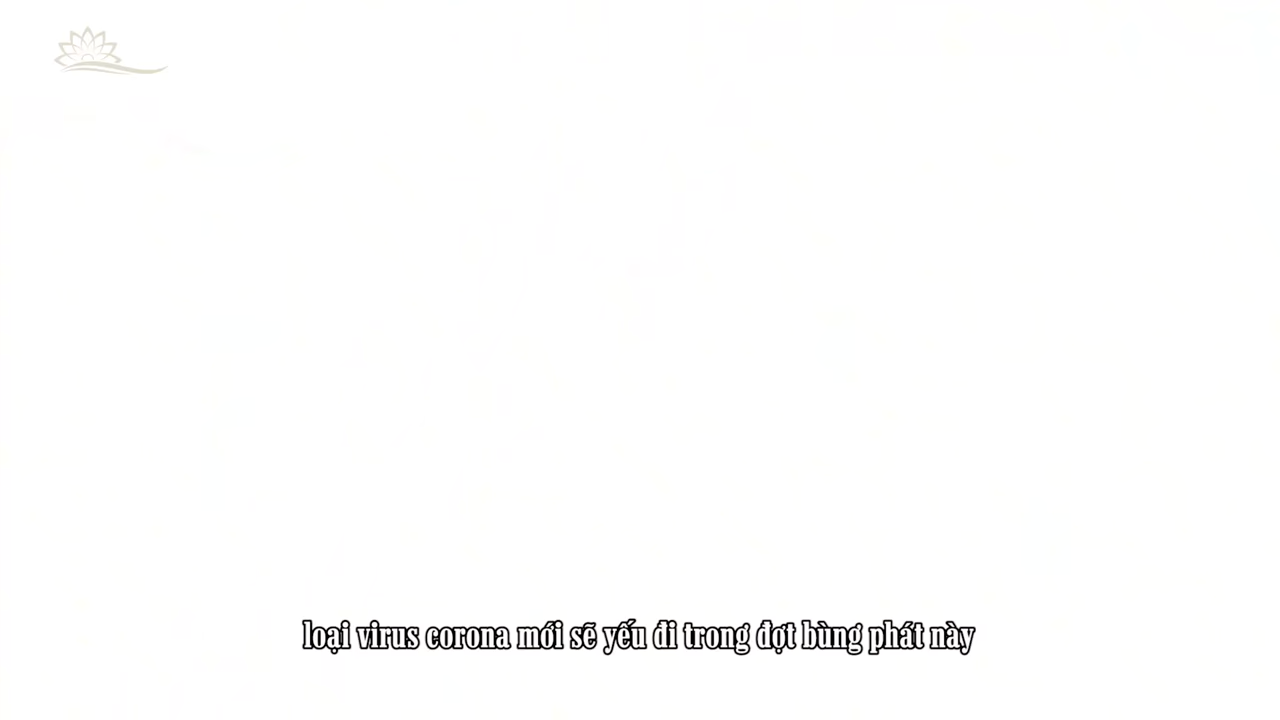 loại virus corona mới sẽ yếu đi trong đợt bùng phát này